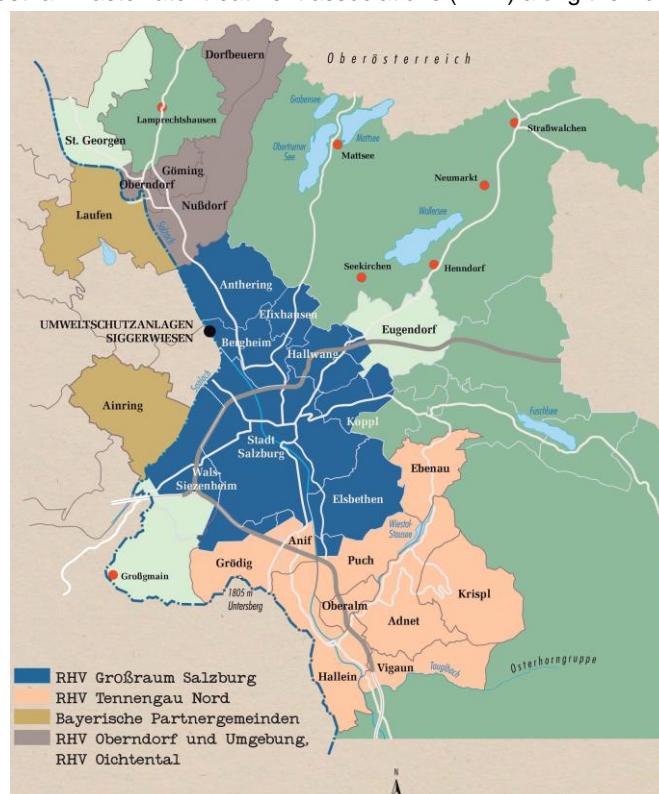 Oberösterreich
Dorfbeuern
Lamprechtshausen
Grabensee
St. Georgen
Obertrumer
See
Mattsee
Mattsee
Straßwalchen
Göming
Oberndorf
Neumarkt
Nußdorf
Laufen
Salzach
Wallersee
Seekirchen
Henndorf
Anthering
Elixhausen
Eugendorf
UMWELTSCHUTZANLAGEN
SIGGERWIESEN
Bergheim
Hallwang
Ainring
Saalach
Fuschlsee
Koppl
Stadt
Salzburg
Ebenau
Wals-
Siezenheim
Elsbethen
Wiestal-
Stausee
Anif
Puch
Großgmain
Grödig
Krispl
1805 m
Untersberg
Oberalm
Adnet
Vigaun
Tauglbach
Osterhorngruppe
Hallein
RHV Großraum Salzburg
RHV Tennengau Nord
Bayerische Partnergemeinden
RHV Oberndorf und Umgebung,
RHV Oichtental
N